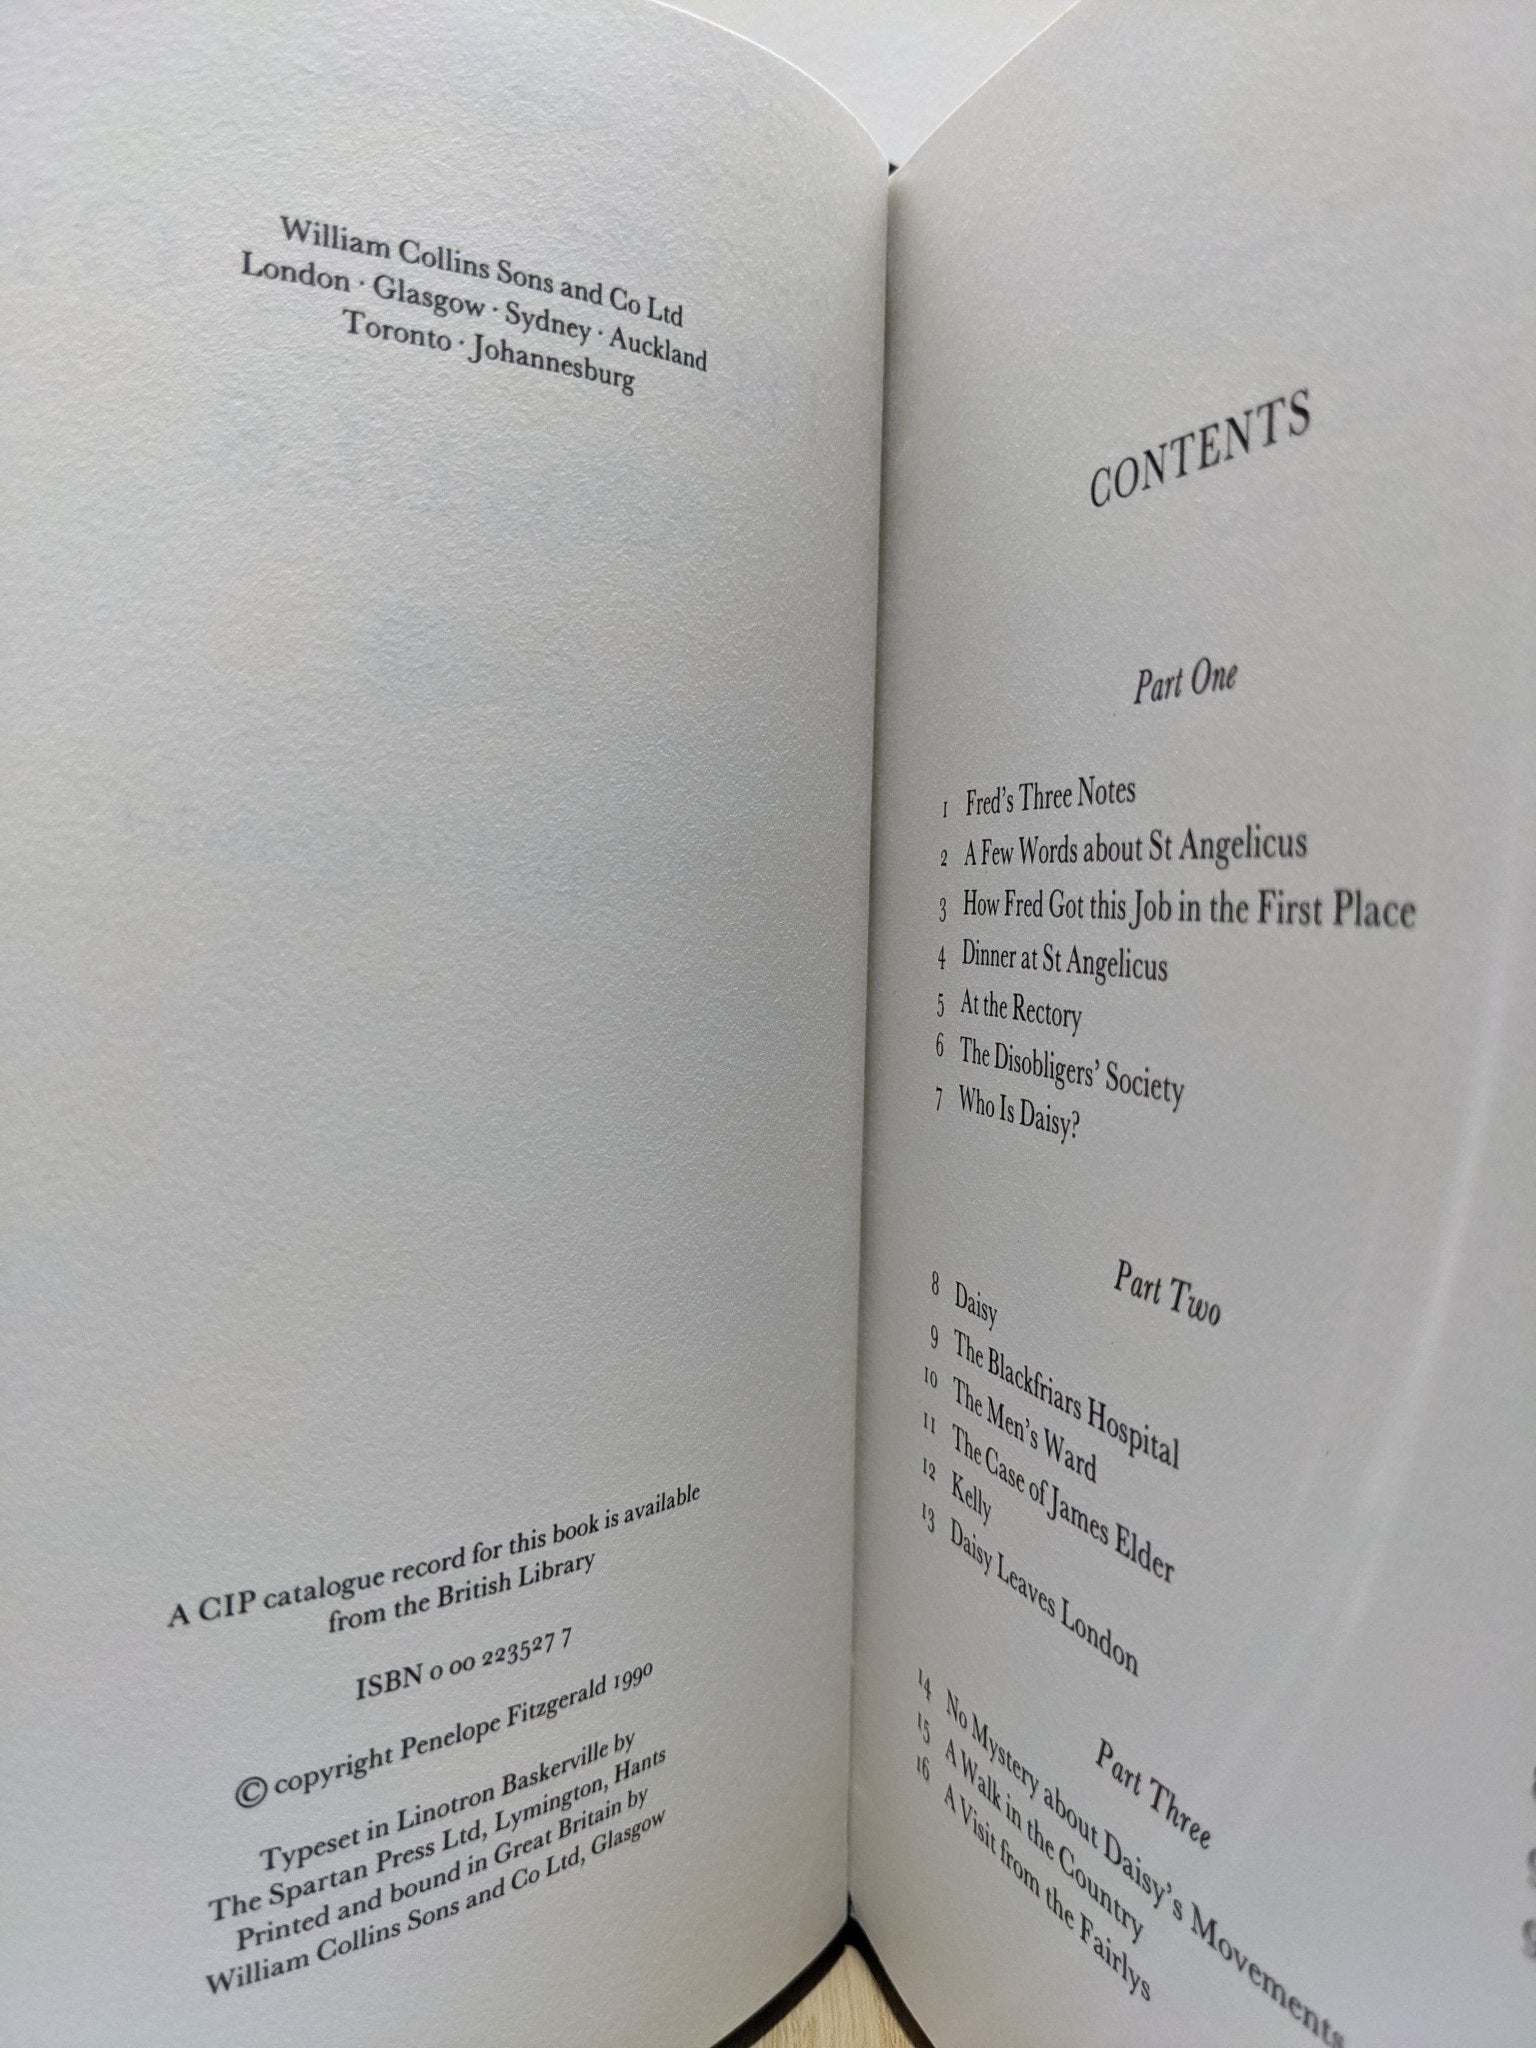 William Collins Sons and Co Ltd
London · Glasgow · Sydney · Auckland
Toronto · Johannesburg
A CIP catalogue record for this book is available
from the British Library
ISBN 0 00 223527 7
© copyright Penelope Fitzgerald 1990
Typeset in Linotron Baskerville by
The Spartan Press Ltd, Lymington, Hants
Printed and bound in Great Britain by
William Collins Sons and Co Ltd, Glasgow
CONTENTS
Part One
1 Fred's Three Notes
2 A Few Words about St Angelicus
3 How Fred Got this Job in the First Place
4 Dinner at St Angelicus
5 At the Rectory
6 The Disobligers' Society
7 Who Is Daisy?
Part Two
8 Daisy
9 The Blackfriars Hospital
10 The Men's Ward
11 The Case of James Elder
12 Kelly
13 Daisy Leaves London
Part Three
14 No Mystery about Daisy's Movements
15 A Walk in the Country
16 A Visit from the Fairlys